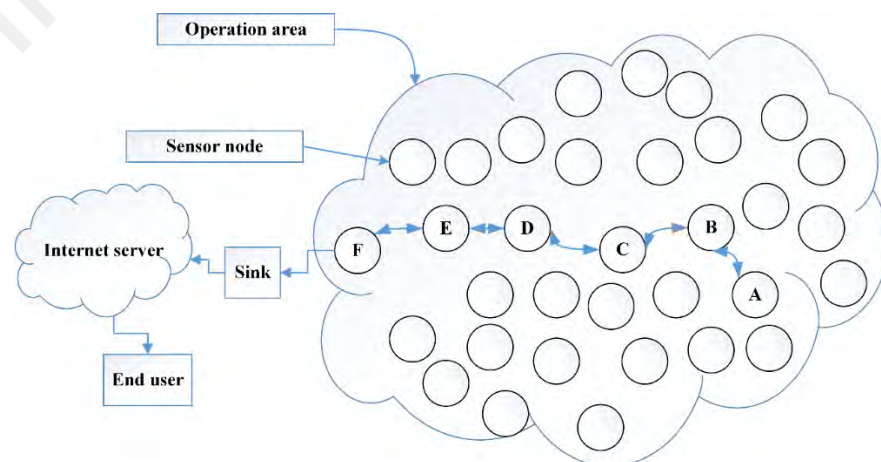 Operation area
Sensor node
B
E
D
F
C
Internet server
Sink
A
End user